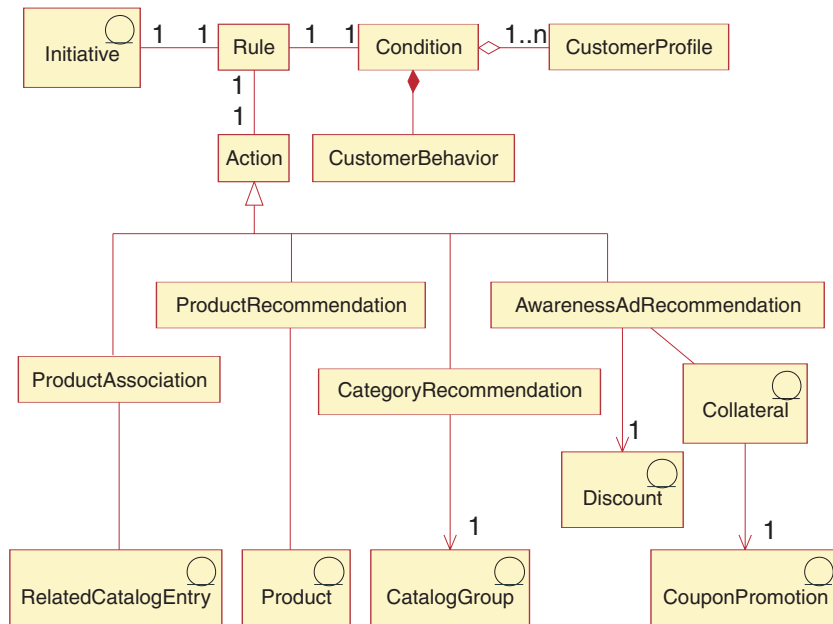 Initiative
1
1
Rule
1
1
Condition
1..n
CustomerProfile
1
1
Action
CustomerBehavior
ProductRecommendation
AwarenessAdRecommendation
ProductAssociation
CategoryRecommendation
Collateral
1
Discount
1
1
RelatedCatalogEntry
Product
CatalogGroup
CouponPromotion